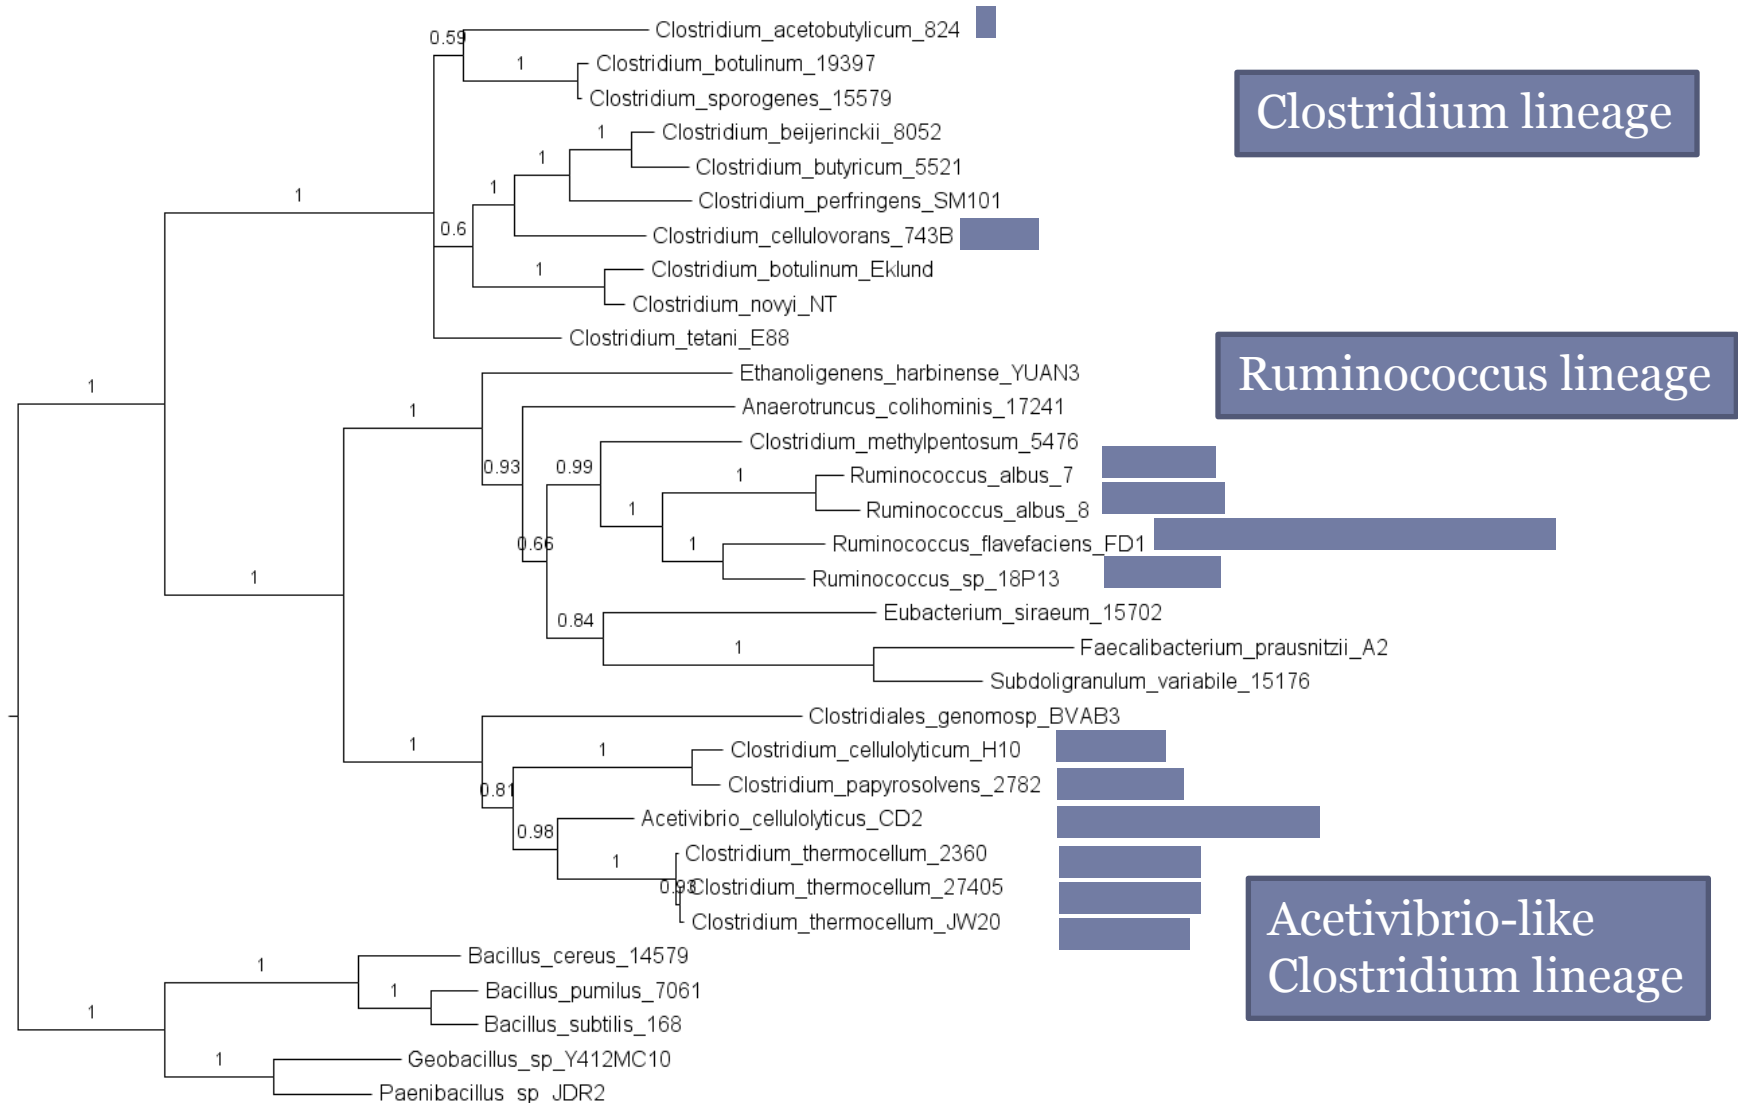 Clostridium_acetobutylicum_824
0.59
1
Clostridium_botulinum_19397
Clostridium_sporogenes_15579
Clostridium lineage
1
Clostridium_beijerinckii_8052
1
Clostridium_butyricum_5521
1
1
Clostridium_perfringens_SM101
0.6
Clostridium_cellulovorans_743B
1
Clostridium_botulinum_Eklund
Clostridium_novyi_NT
Clostridium_tetani_E88
Ethanoligenens_harbinense_YUAN3
Ruminococcus lineage
1
1
Anaerotruncus_colihominis_17241
Clostridium_methylpentosum_5476
0.93
0.99
1
Ruminococcus_albus_7
1
Ruminococcus_albus_8
0.66
1
Ruminococcus_flavefaciens_FD1
1
Ruminococcus_sp_18P13
0.84
Eubacterium_siraeum_15702
1
Faecalibacterium_prausnitzii_A2
Subdoligranulum_variabile_15176
Clostridiales_genomosp_BVAB3
1
1
Clostridium_cellulolyticum_H10
0.81
Clostridium_papyrosolvens_2782
0.98
Acetivibrio_cellulolyticus_CD2
1
Clostridium_thermocellum_2360
0.93
Clostridium_thermocellum_27405
Clostridium_thermocellum_JW20
Acetivibrio-like
Clostridium lineage
1
Bacillus_cereus_14579
1
Bacillus_pumilus_7061
1
Bacillus_subtilis_168
1
Geobacillus_sp_Y412MC10
Paenibacillus_sp_JDR2